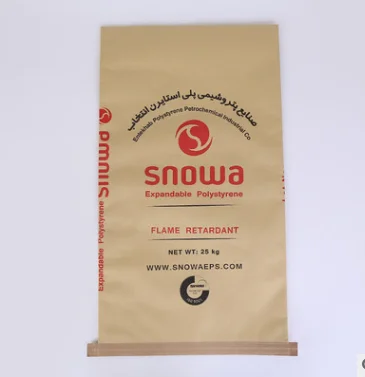 صنایع پتروشیمی پلی استایرن انتخاب
Entekhab Polystyrene Petrochemical Industrial Co
snowa
Expandable Polystyrene
FLAME RETARDANT
NET WT: 25 kg
WWW.SNOWAEPS.COM
Expandable Polystyrene snowa